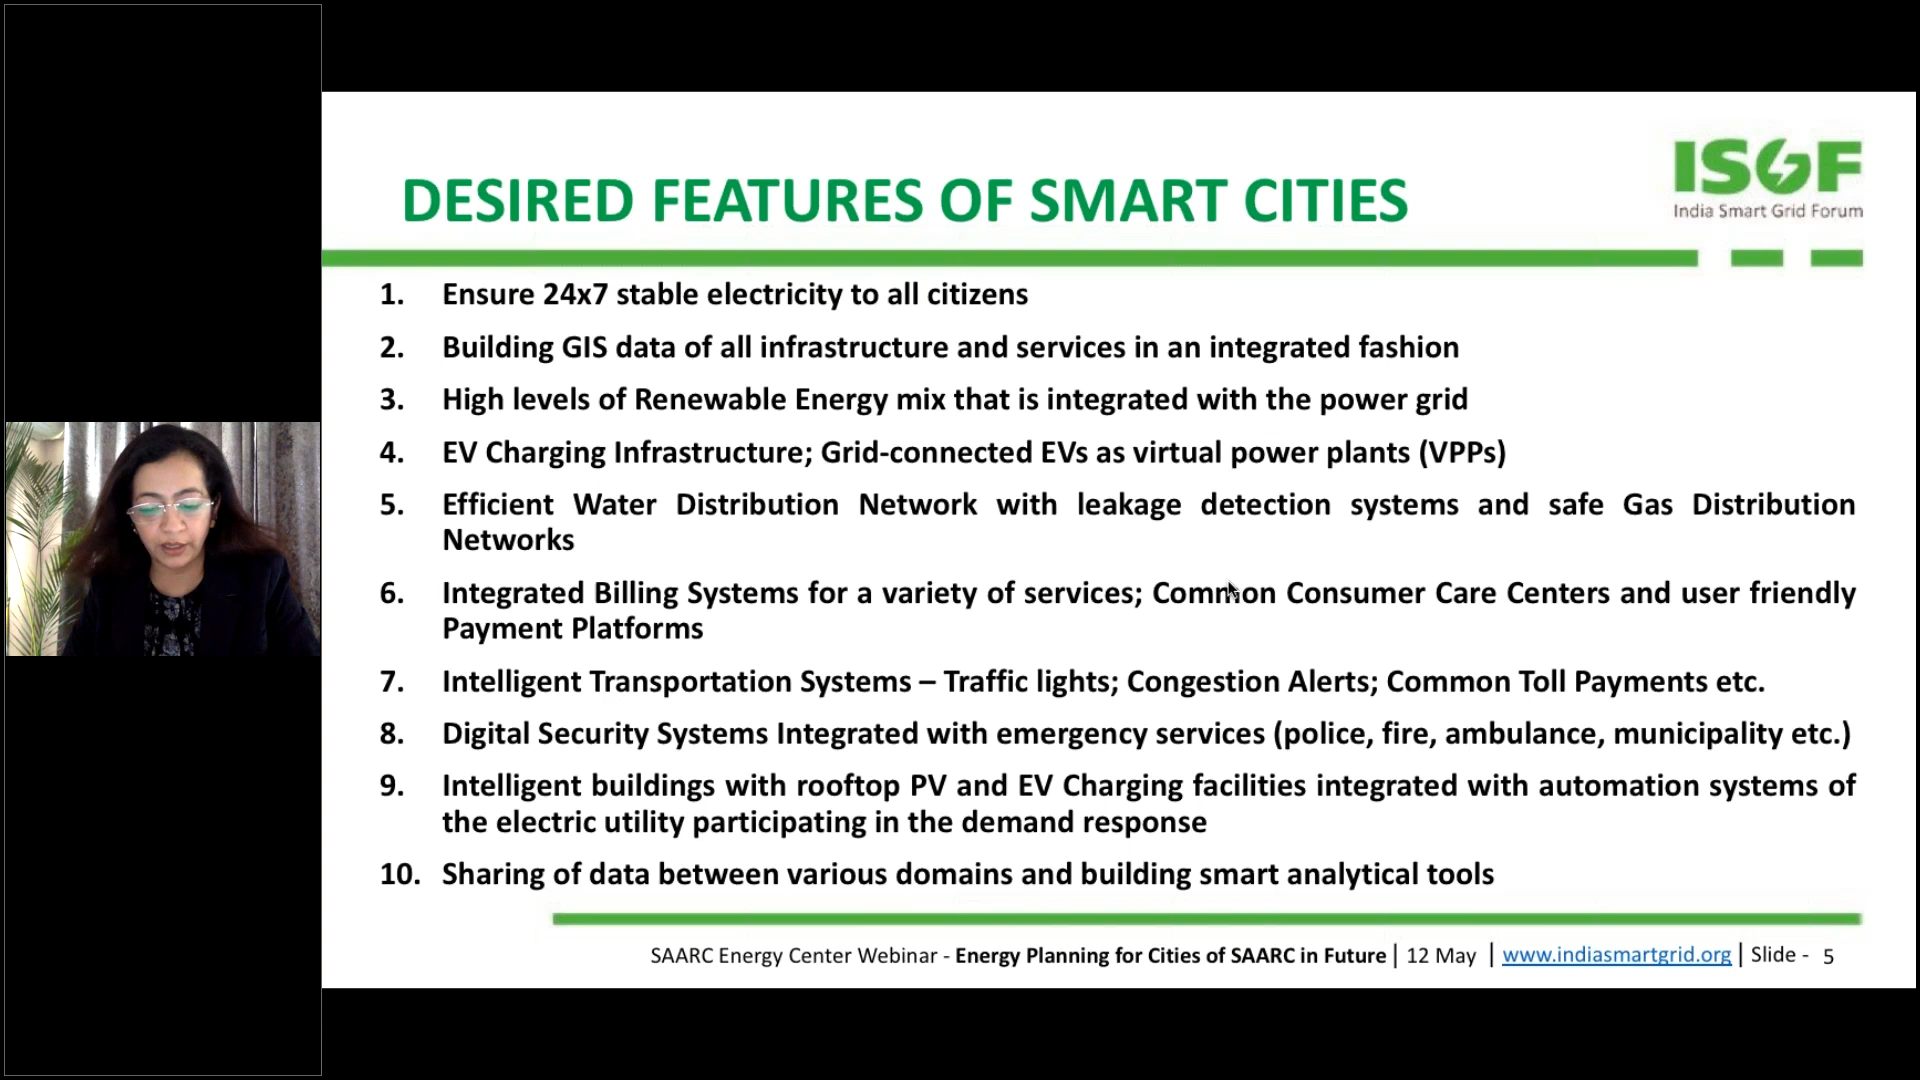 ISGF
India Smart Grid Forum
DESIRED FEATURES OF SMART CITIES
1. Ensure 24x7 stable electricity to all citizens
2. Building GIS data of all infrastructure and services in an integrated fashion
3. High levels of Renewable Energy mix that is integrated with the power grid
4. EV Charging Infrastructure; Grid-connected EVs as virtual power plants (VPPs)
5. Efficient Water Distribution Network with leakage detection systems and safe Gas Distribution
Networks
6. Integrated Billing Systems for a variety of services; Common Consumer Care Centers and user friendly
Payment Platforms
7. Intelligent Transportation Systems – Traffic lights; Congestion Alerts; Common Toll Payments etc.
8. Digital Security Systems Integrated with emergency services (police, fire, ambulance, municipality etc.)
9. Intelligent buildings with rooftop PV and EV Charging facilities integrated with automation systems of
the electric utility participating in the demand response
10. Sharing of data between various domains and building smart analytical tools
SAARC Energy Center Webinar - Energy Planning for Cities of SAARC in Future | 12 May | www.indiasmartgrid.org | Slide - 5